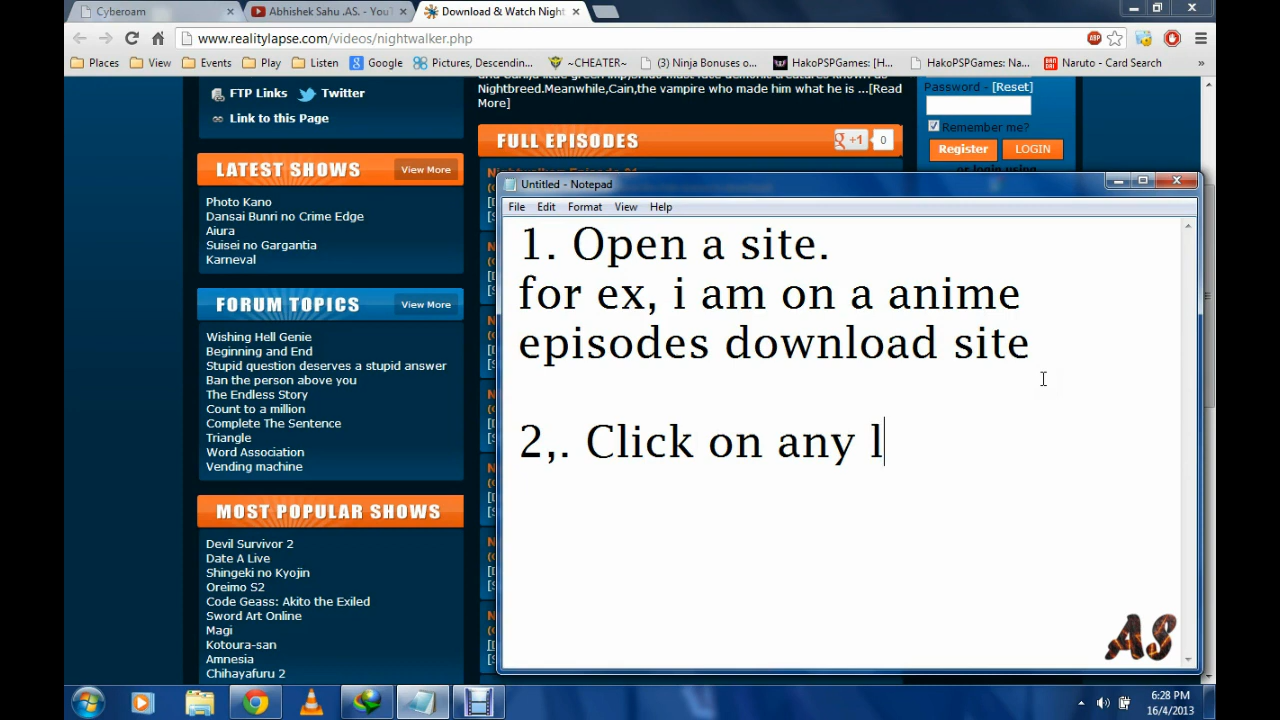 Cyberoam
Abhishek Sahu .AS. - YouT
Download & Watch Night
www.realitylapse.com/videos/nightwalker.php
ABP
Places
View
Events
Play
Listen
Google
Pictures, Descending...
~CHEATER~
(3) Ninja Bonuses o...
HakoPSPGames: [H...
HakoPSPGames: Na...
Naruto - Card Search
»
FTP Links
Twitter
Link to this Page
LATEST SHOWS
View More
Photo Kano
Dansai Bunri no Crime Edge
Aiura
Suisei no Gargantia
Karneval
FORUM TOPICS
View More
Wishing Hell Genie
Beginning and End
Stupid question deserves a stupid answer
Ban the person above you
The Endless Story
Count to a million
Complete The Sentence
Triangle
Word Association
Vending machine
MOST POPULAR SHOWS
Devil Survivor 2
Date A Live
Shingeki no Kyojin
Oreimo S2
Code Geass: Akito the Exiled
Sword Art Online
Magi
Kotoura-san
Amnesia
Chihayafuru 2
Nightbreed.Meanwhile,Cain,the vampire who made him what he is ...[Read
More]
FULL EPISODES
+1
0
Password - [Reset]
Remember me?
Register
LOGIN
or login using
Untitled - Notepad
File
Edit
Format
View
Help
1. Open a site.
for ex, i am on a anime
episodes download site
2,. Click on any l
AS
6:28 PM
16/4/2013